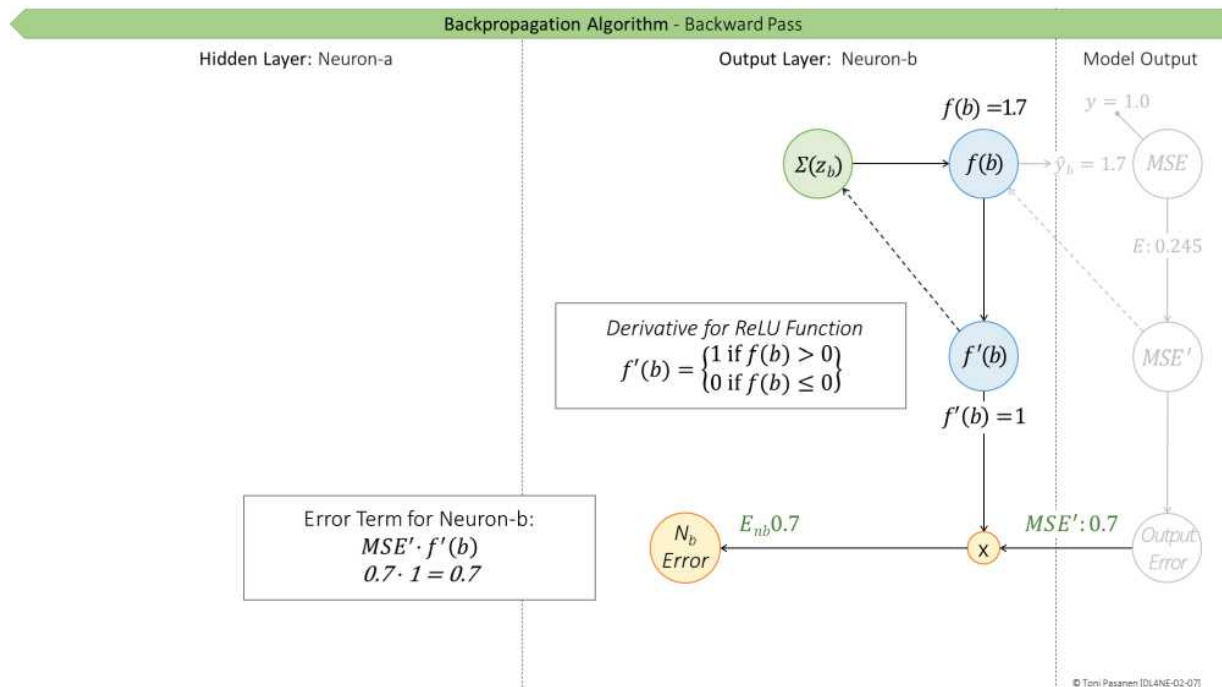 Backpropagation Algorithm - Backward Pass
Hidden Layer: Neuron-a
Output Layer: Neuron-b
Model Output
f(b) = 1.7
y = 1.0
Σ(z_b)
f(b)
ŷ_b = 1.7
MSE
E: 0.245
Derivative for ReLU Function
f'(b) = {1 if f(b) > 0}
{0 if f(b) ≤ 0}
f'(b)
MSE'
f'(b) = 1
Error Term for Neuron-b:
MSE' · f'(b)
0.7 · 1 = 0.7
N_b
Error
E_nb 0.7
x
MSE': 0.7
Output
Error
© Toni Pasanen [DL4NE-02-07]